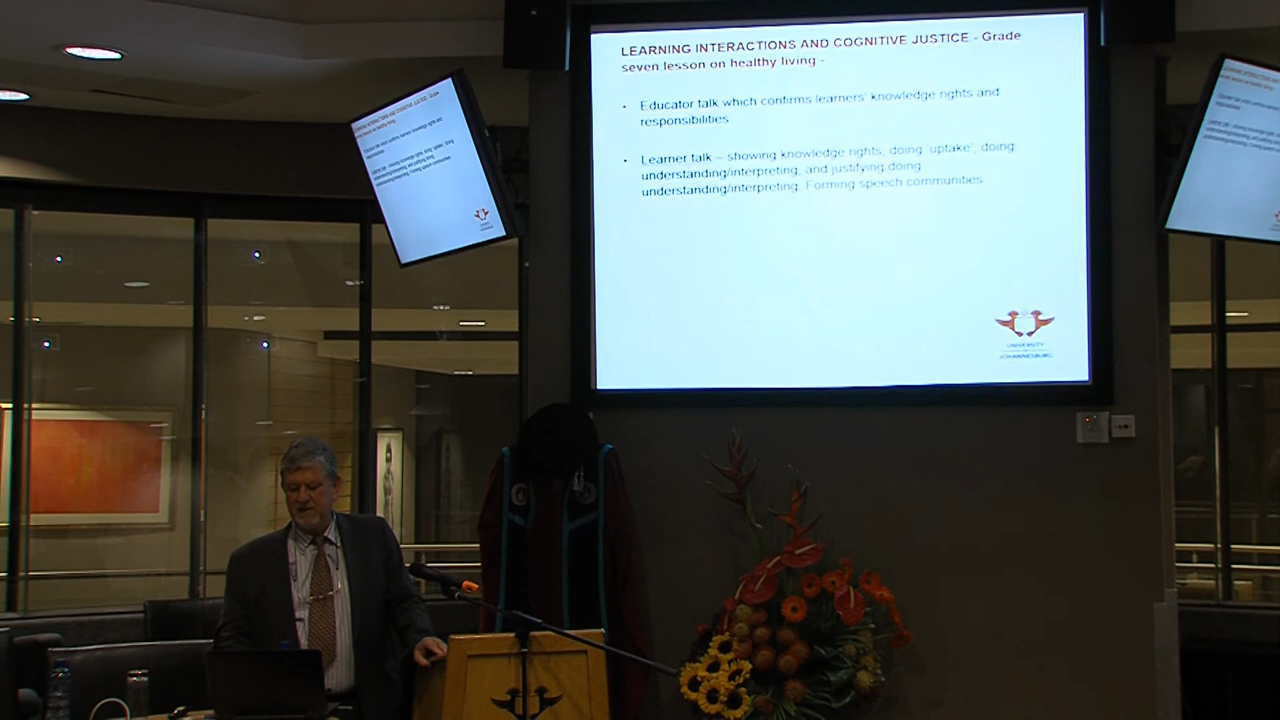 LEARNING INTERACTIONS AND COGNITIVE JUSTICE - Grade
seven lesson on healthy living -
• Educator talk which confirms learners' knowledge rights and
responsibilities
• Learner talk – showing knowledge rights; doing 'uptake'; doing
understanding/interpreting; and justifying doing
understanding/interpreting. Forming speech communities
UNIVERSITY
OF
JOHANNESBURG